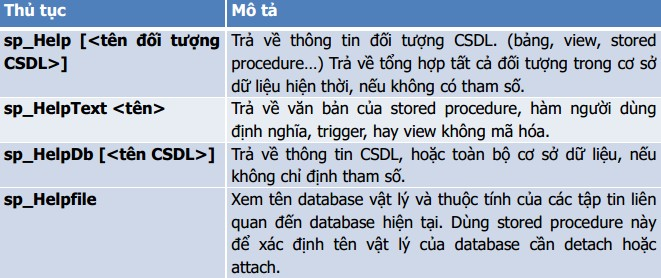 Thủ tục Mô tả
sp_Help [<tên đối tượng CSDL>]
Trả về thông tin đối tượng CSDL. (bảng, view, stored
procedure…) Trả về tổng hợp tất cả đối tượng trong cơ sở
dữ liệu hiện thời, nếu không có tham số.
sp_HelpText <tên>
Trả về văn bản của stored procedure, hàm người dùng
định nghĩa, trigger, hay view không mã hóa.
sp_HelpDb [<tên CSDL>]
Trả về thông tin CSDL, hoặc toàn bộ cơ sở dữ liệu, nếu
không chỉ định tham số.
sp_Helpfile
Xem tên database vật lý và thuộc tính của các tập tin liên
quan đến database hiện tại. Dùng stored procedure này
để xác định tên vật lý của database cần detach hoặc
attach.